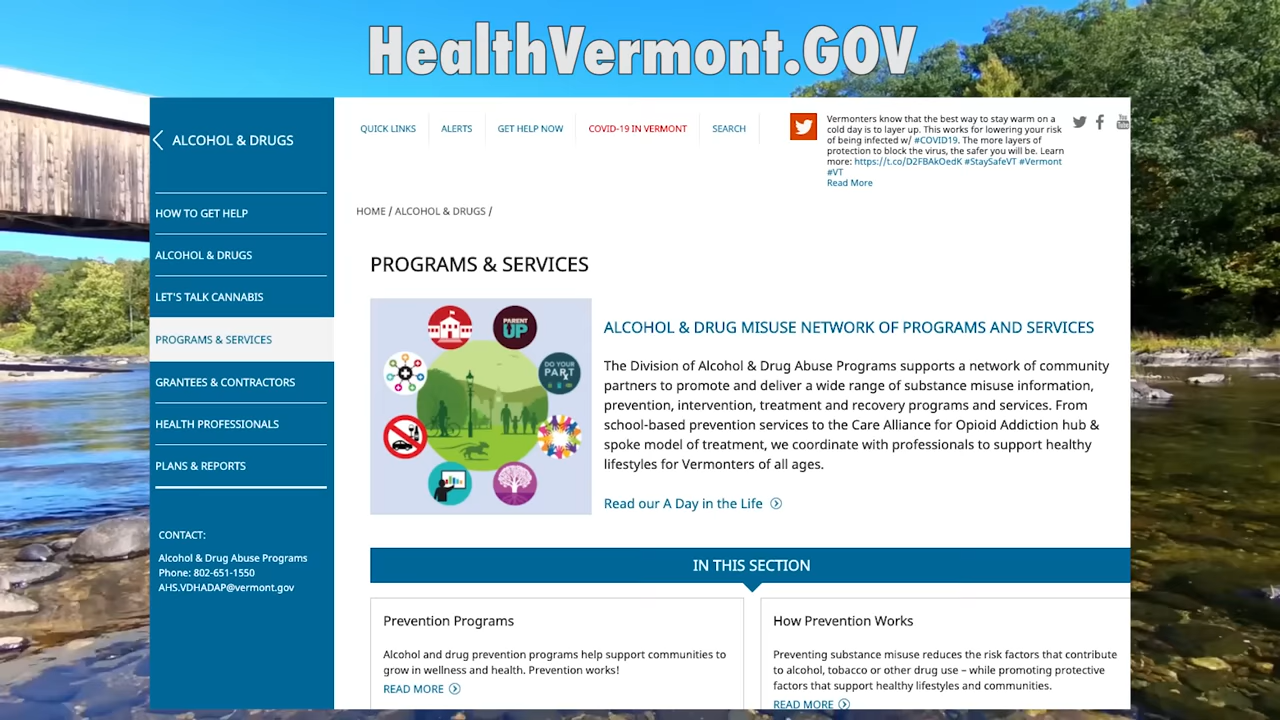 HealthVermont.GOV
ALCOHOL & DRUGS
HOW TO GET HELP
ALCOHOL & DRUGS
LET'S TALK CANNABIS
PROGRAMS & SERVICES
GRANTEES & CONTRACTORS
HEALTH PROFESSIONALS
PLANS & REPORTS
CONTACT:
Alcohol & Drug Abuse Programs
Phone: 802-651-1550
AHS.VDHADAP@vermont.gov
QUICK LINKS
ALERTS
GET HELP NOW
COVID-19 IN VERMONT
SEARCH
Vermonters know that the best way to stay warm on a
cold day is to layer up. This works for lowering your risk
of being infected w/ #COVID19. The more layers of
protection to block the virus, the safer you will be. Learn
more: https://t.co/D2FBAkOedK #StaySafeVT #Vermont
#VT
Read More
You
HOME / ALCOHOL & DRUGS /
PROGRAMS & SERVICES
PARENT
UP
DO YOUR
PART
ALCOHOL & DRUG MISUSE NETWORK OF PROGRAMS AND SERVICES
The Division of Alcohol & Drug Abuse Programs supports a network of community
partners to promote and deliver a wide range of substance misuse information,
prevention, intervention, treatment and recovery programs and services. From
school-based prevention services to the Care Alliance for Opioid Addiction hub &
spoke model of treatment, we coordinate with professionals to support healthy
lifestyles for Vermonters of all ages.
Read our A Day in the Life
IN THIS SECTION
Prevention Programs
Alcohol and drug prevention programs help support communities to
grow in wellness and health. Prevention works!
READ MORE
How Prevention Works
Preventing substance misuse reduces the risk factors that contribute
to alcohol, tobacco or other drug use – while promoting protective
factors that support healthy lifestyles and communities.
READ MORE